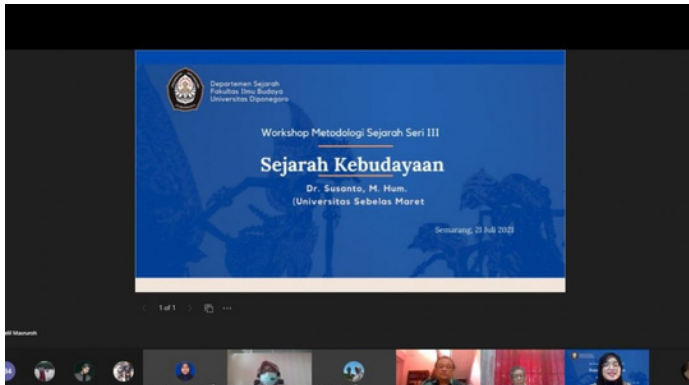 Departemen Sejarah
Fakultas Ilmu Budaya
Universitas Diponegoro
Workshop Metodologi Sejarah Seri III
Sejarah Kebudayaan
Dr. Susanto, M. Hum.
(Universitas Sebelas Maret
Semarang, 21 Juli 2021
1 of 1